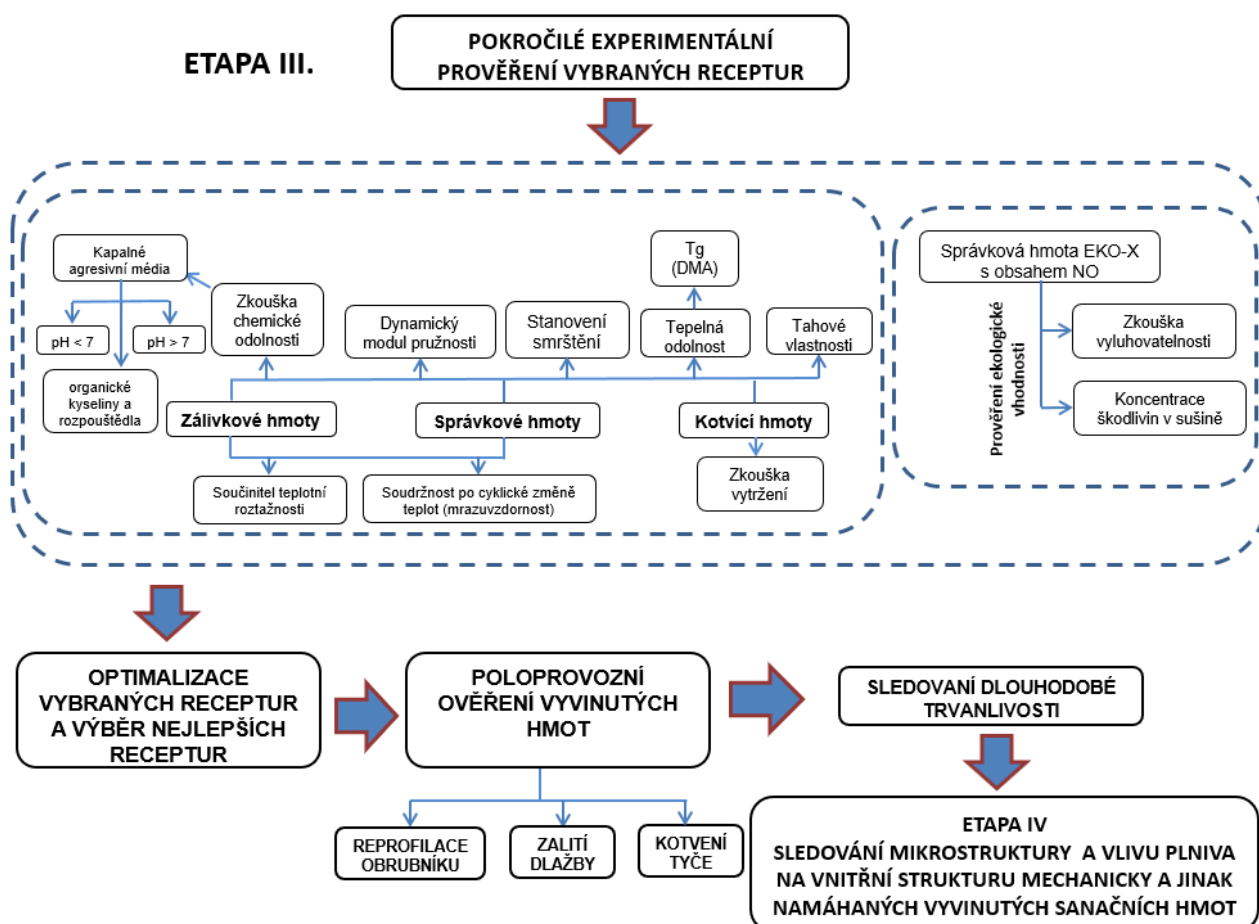 ETAPA III.
POKROČILÉ EXPERIMENTÁLNÍ
PROVĚŘENÍ VYBRANÝCH RECEPTUR
Kapalné
agresivní média
pH < 7
pH > 7
organické
kyseliny a
rozpouštědla
Zkouška
chemické
odolnosti
Dynamický
modul pružnosti
Stanovení
smrštění
Tg
(DMA)
Tepelná
odolnost
Tahové
vlastnosti
Zálivkové hmoty
Správkové hmoty
Kotvící hmoty
Součinitel teplotní
roztažnosti
Soudržnost po cyklické změně
teplot (mrazuvzdornost)
Zkouška
vytržení
Správková hmota EKO-X
s obsahem NO
Prověření ekologické
vhodnosti
Zkouška
vyluhovatelnosti
Koncentrace
škodlivin v sušině
OPTIMALIZACE
VYBRANÝCH RECEPTUR
A VÝBĚR NEJLEPŠÍCH
RECEPTUR
POLOPROVOZNÍ
OVĚŘENÍ VYVINUTÝCH
HMOT
SLEDOVANÍ DLOUHODOBÉ
TRVANLIVOSTI
REPROFILACE
OBRUBNÍKU
ZALITÍ
DLAŽBY
KOTVENÍ
TYČE
ETAPA IV
SLEDOVÁNÍ MIKROSTRUKTURY A VLIVU PLNIVA
NA VNITŘNÍ STRUKTURU MECHANICKY A JINAK
NAMÁHANÝCH VYVINUTÝCH SANAČNÍCH HMOT